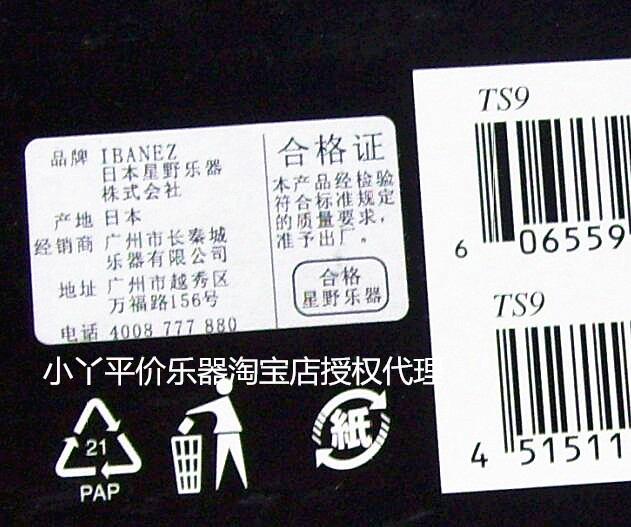 品牌 IBANEZ
日本星野乐器
株式会社
产地 日本
经销商 广州市长秦城
乐器有限公司
地址 广州市越秀区
万福路156号
电话 4008 777 880
合格证
本产品经检验
符合标准规定
的质量要求，
准予出厂。
合格
星野乐器
TS9
6 06559
TS9
4 51511
小丫平价乐器淘宝店授权代理
21
PAP
紙